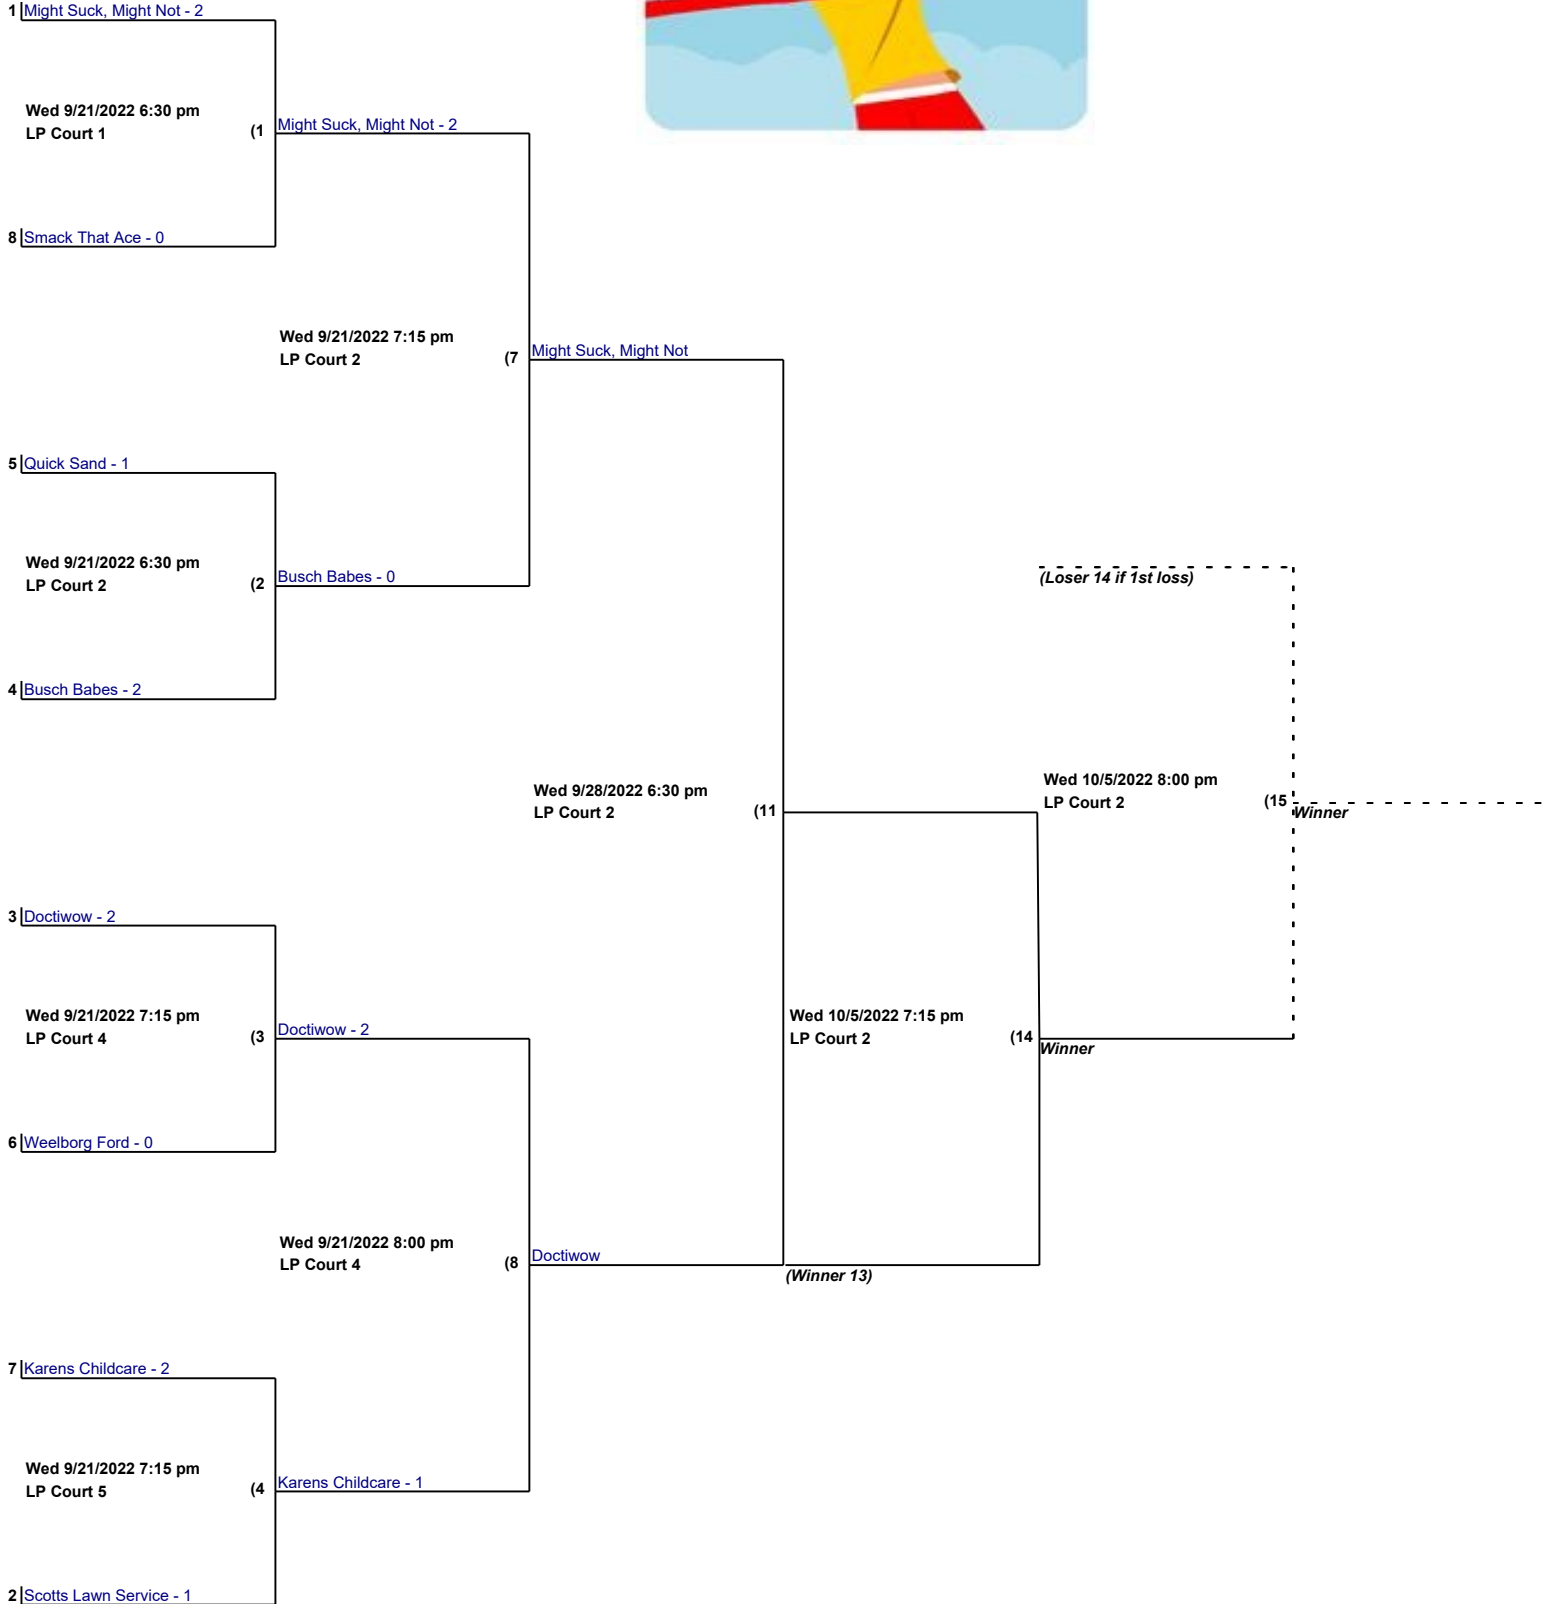 1 Might Suck, Might Not - 2
Wed 9/21/2022 6:30 pm
LP Court 1
(1
Might Suck, Might Not - 2
8 Smack That Ace - 0
Wed 9/21/2022 7:15 pm
LP Court 2
(7
Might Suck, Might Not
5 Quick Sand - 1
Wed 9/21/2022 6:30 pm
LP Court 2
(2
Busch Babes - 0
(Loser 14 if 1st loss)
4 Busch Babes - 2
Wed 9/28/2022 6:30 pm
LP Court 2
(11
Wed 10/5/2022 8:00 pm
LP Court 2
(15
Winner
3 Doctiwow - 2
Wed 9/21/2022 7:15 pm
LP Court 4
(3
Doctiwow - 2
Wed 10/5/2022 7:15 pm
LP Court 2
(14
Winner
6 Weelborg Ford - 0
Wed 9/21/2022 8:00 pm
LP Court 4
(8
Doctiwow
(Winner 13)
7 Karens Childcare - 2
Wed 9/21/2022 7:15 pm
LP Court 5
(4
Karens Childcare - 1
2 Scotts Lawn Service - 1